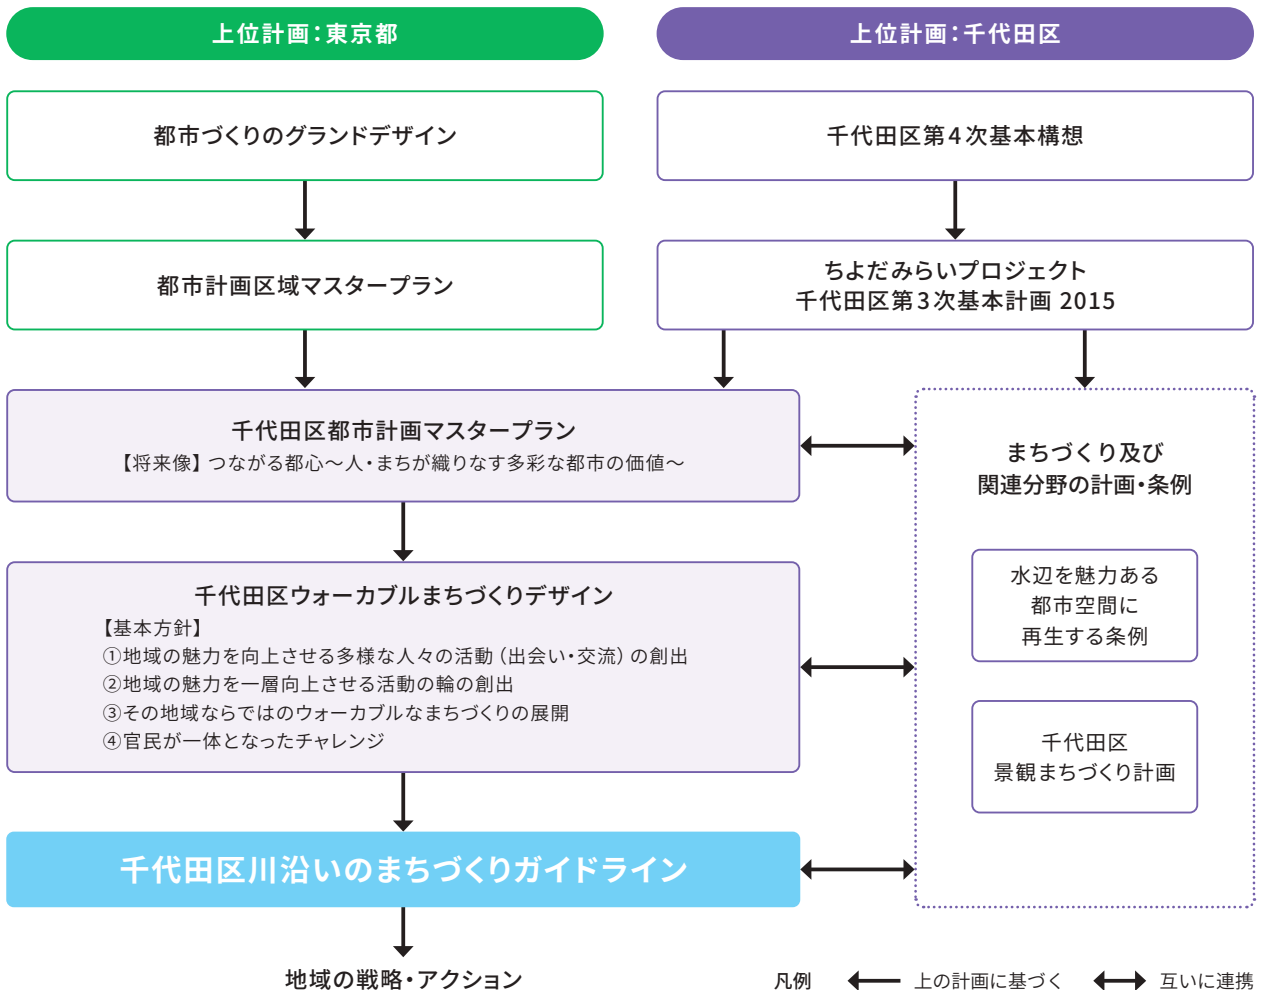 上位計画：東京都
上位計画：千代田区
都市づくりのグランドデザイン
千代田区第4次基本構想
都市計画区域マスタープラン
ちよだみらいプロジェクト
千代田区第3次基本計画 2015
千代田区都市計画マスタープラン
【将来像】つながる都心～人・まちが織りなす多彩な都市の価値～
まちづくり及び
関連分野の計画・条例
水辺を魅力ある
都市空間に
再生する条例
千代田区
景観まちづくり計画
千代田区ウォーカブルまちづくりデザイン
【基本方針】
①地域の魅力を向上させる多様な人々の活動（出会い・交流）の創出
②地域の魅力を一層向上させる活動の輪の創出
③その地域ならではのウォーカブルなまちづくりの展開
④官民が一体となったチャレンジ
千代田区川沿いのまちづくりガイドライン
地域の戦略・アクション
凡例 上の計画に基づく 互いに連携